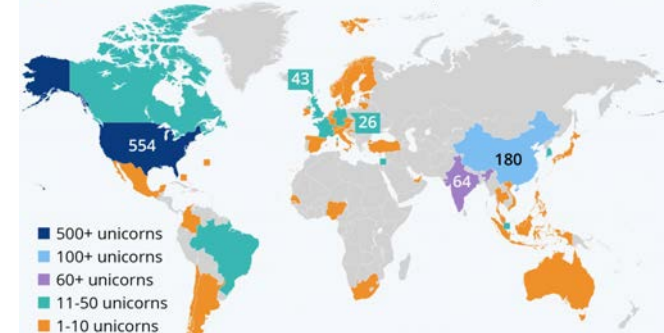 43
26
554
180
64
500+ unicorns
100+ unicorns
60+ unicorns
11-50 unicorns
1-10 unicorns